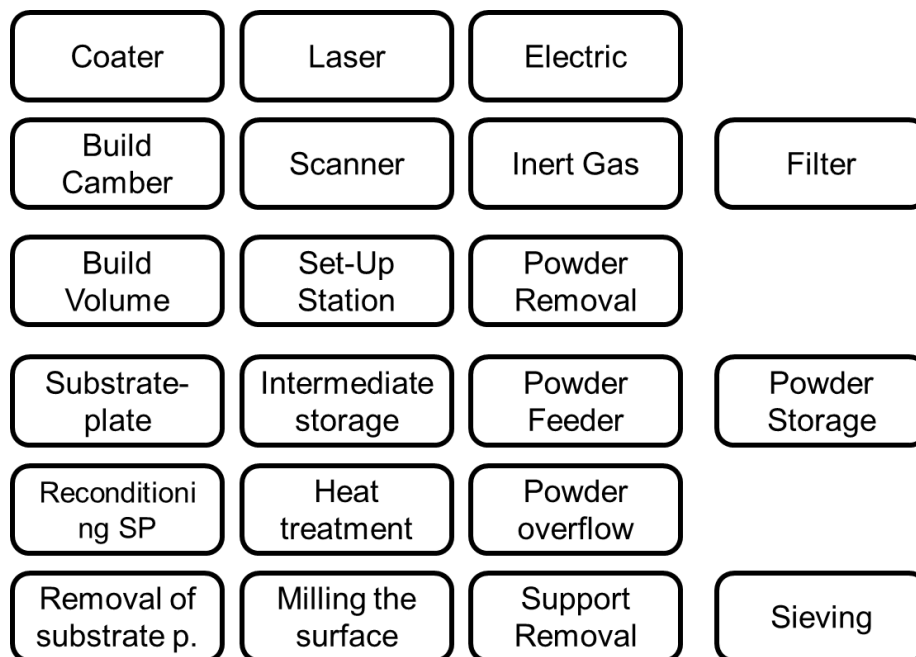 Coater
Laser
Electric
Build
Camber
Scanner
Inert Gas
Filter
Build
Volume
Set-Up
Station
Powder
Removal
Substrate-
plate
Intermediate
storage
Powder
Feeder
Powder
Storage
Reconditioni
ng SP
Heat
treatment
Powder
overflow
Removal of
substrate p.
Milling the
surface
Support
Removal
Sieving